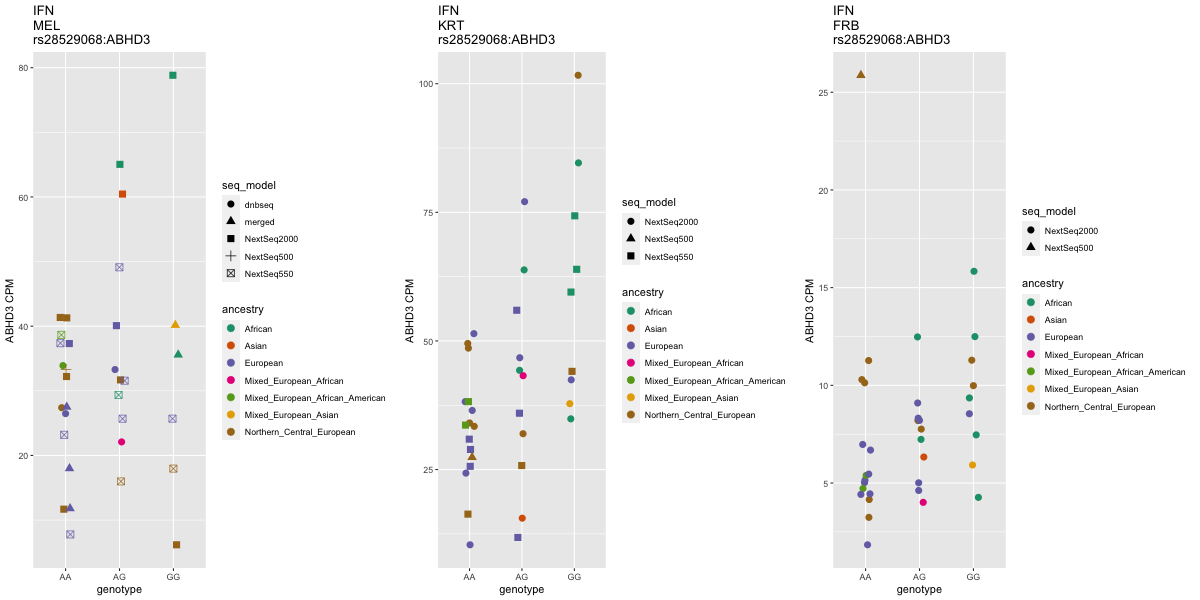 IFN
MEL
rs28529068:ABHD3
80
60
40
20
ABHD3 CPM
AA
AG
GG
genotype
seq_model
dnbseq
merged
NextSeq2000
NextSeq500
NextSeq550
ancestry
African
Asian
European
Mixed_European_African
Mixed_European_African_American
Mixed_European_Asian
Northern_Central_European
IFN
KRT
rs28529068:ABHD3
100
75
50
25
ABHD3 CPM
AA
AG
GG
genotype
seq_model
NextSeq2000
NextSeq500
NextSeq550
ancestry
African
Asian
European
Mixed_European_African
Mixed_European_African_American
Mixed_European_Asian
Northern_Central_European
IFN
FRB
rs28529068:ABHD3
25
20
15
10
5
ABHD3 CPM
AA
AG
GG
genotype
seq_model
NextSeq2000
NextSeq500
ancestry
African
Asian
European
Mixed_European_African
Mixed_European_African_American
Mixed_European_Asian
Northern_Central_European